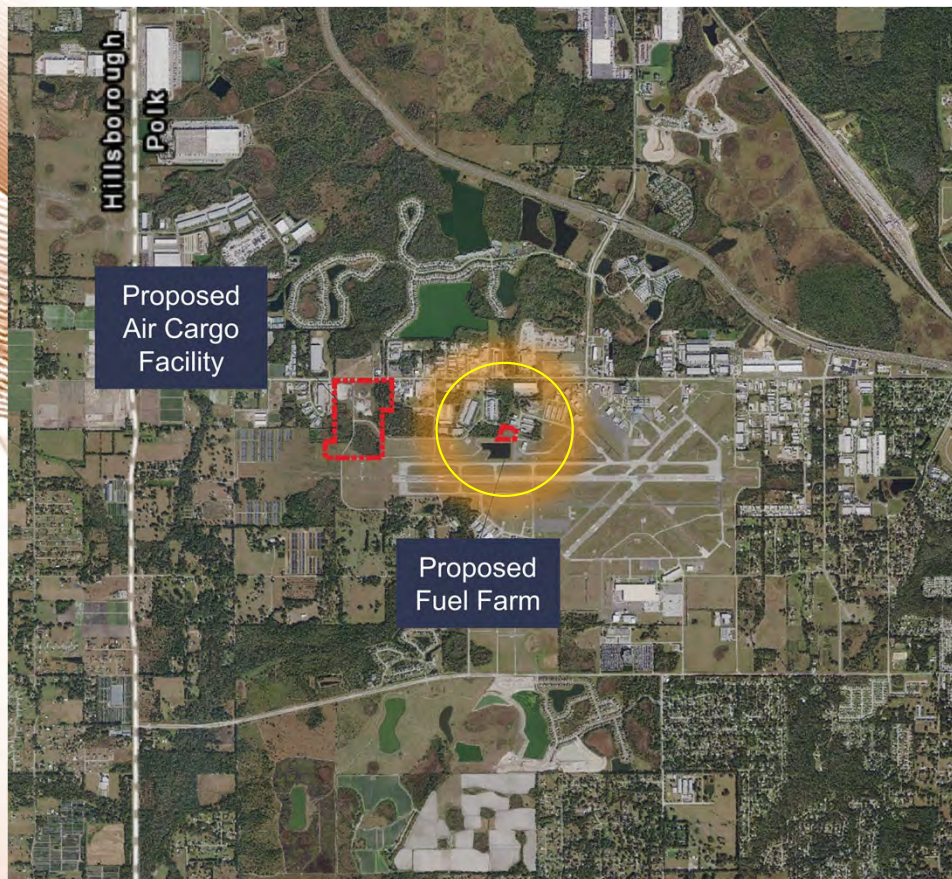 Hillsborough
Polk
Proposed
Air Cargo
Facility
Proposed
Fuel Farm